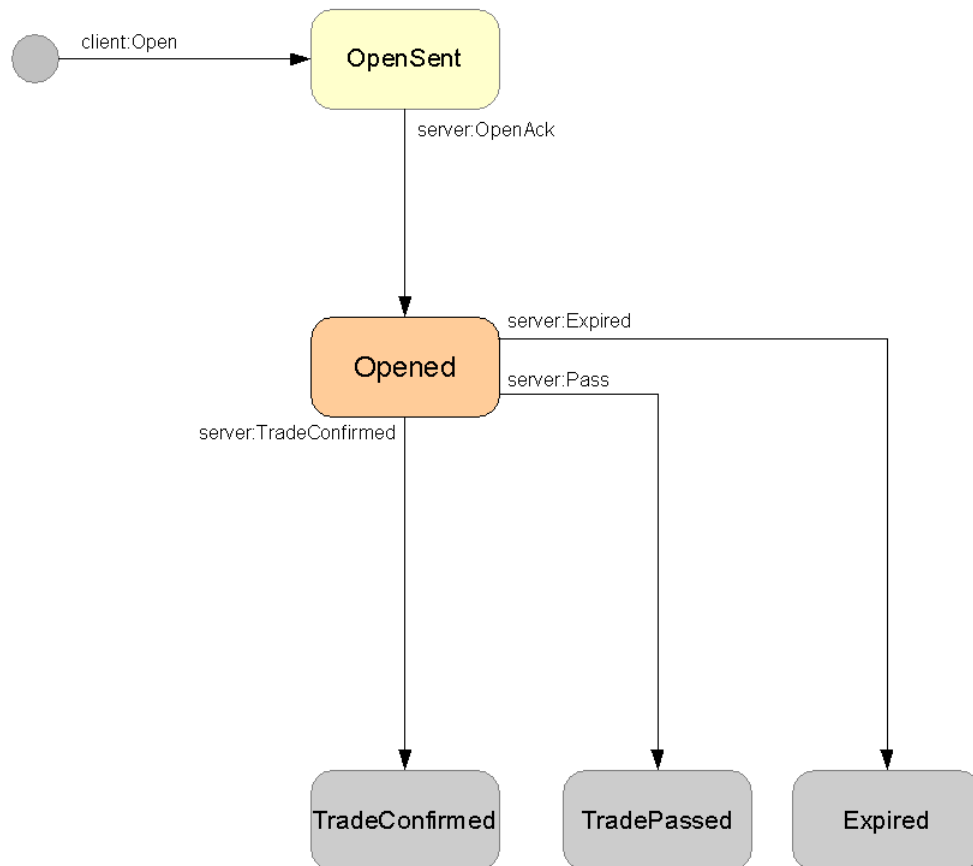 client:Open
OpenSent
server:OpenAck
server:Expired
Opened
server:Pass
server:TradeConfirmed
TradeConfirmed
TradePassed
Expired